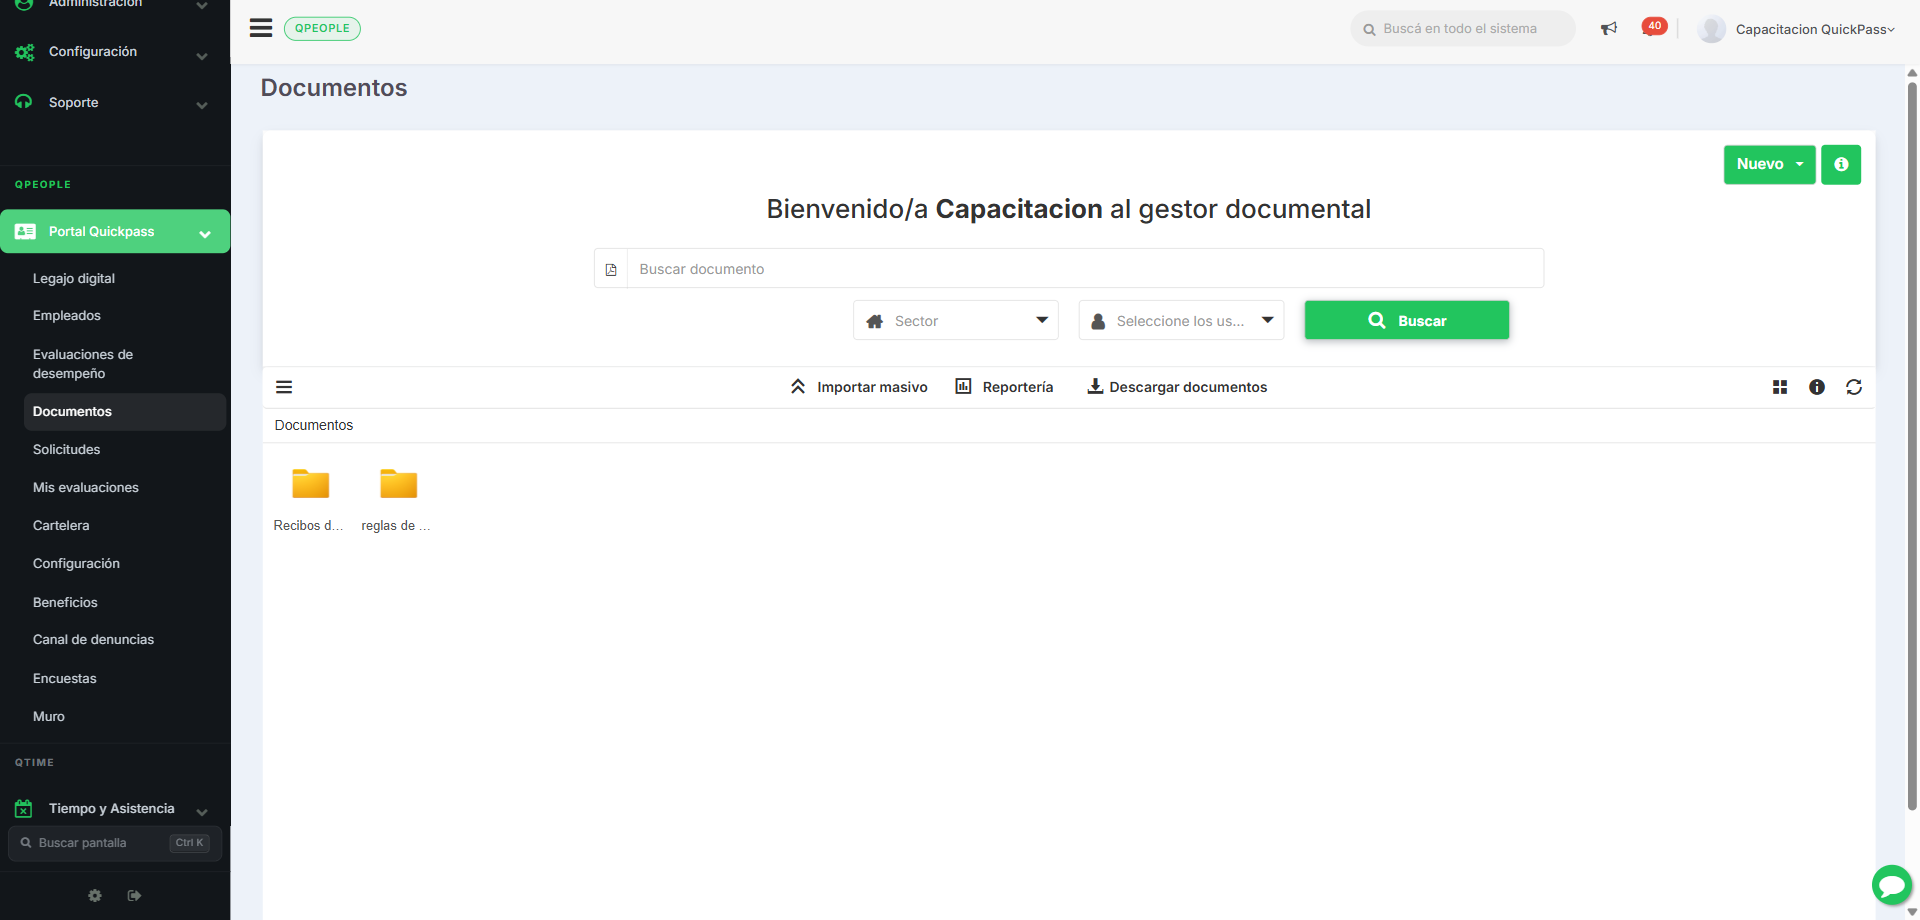 Administración
Configuración
Soporte
QPEOPLE
Portal Quickpass
Legajo digital
Empleados
Evaluaciones de
desempeño
Documentos
Solicitudes
Mis evaluaciones
Cartelera
Configuración
Beneficios
Canal de denuncias
Encuestas
Muro
QTIME
Tiempo y Asistencia
Buscar pantalla Ctrl K
QPEOPLE
Buscá en todo el sistema
40
Capacitacion QuickPass
Documentos
Nuevo
Bienvenido/a Capacitacion al gestor documental
Buscar documento
Sector
Seleccione los us...
Buscar
Importar masivo
Reportería
Descargar documentos
Documentos
Recibos d...
reglas de ...